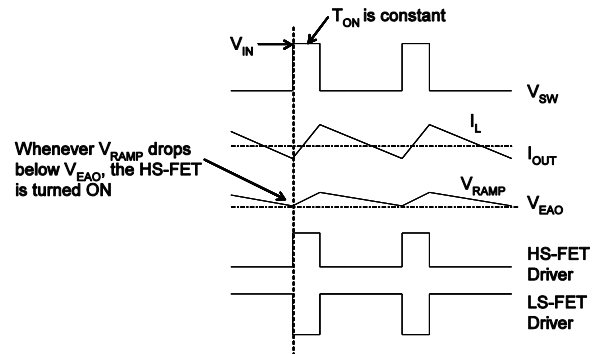 T_ON is constant
V_IN
V_SW
I_L
I_OUT
Whenever V_RAMP drops
below V_EAO, the HS-FET
is turned ON
V_RAMP
V_EAO
HS-FET
Driver
LS-FET
Driver